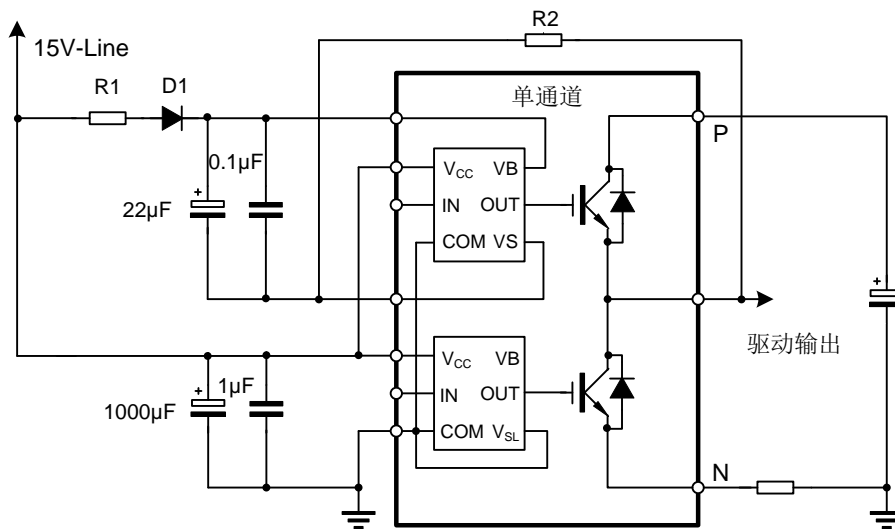 R2
15V-Line
R1
D1
单通道
P
0.1μF
22μF
+
VCC
VB
IN
OUT
COM
VS
+
驱动输出
1μF
1000μF
+
VCC
VB
IN
OUT
COM
VSL
N